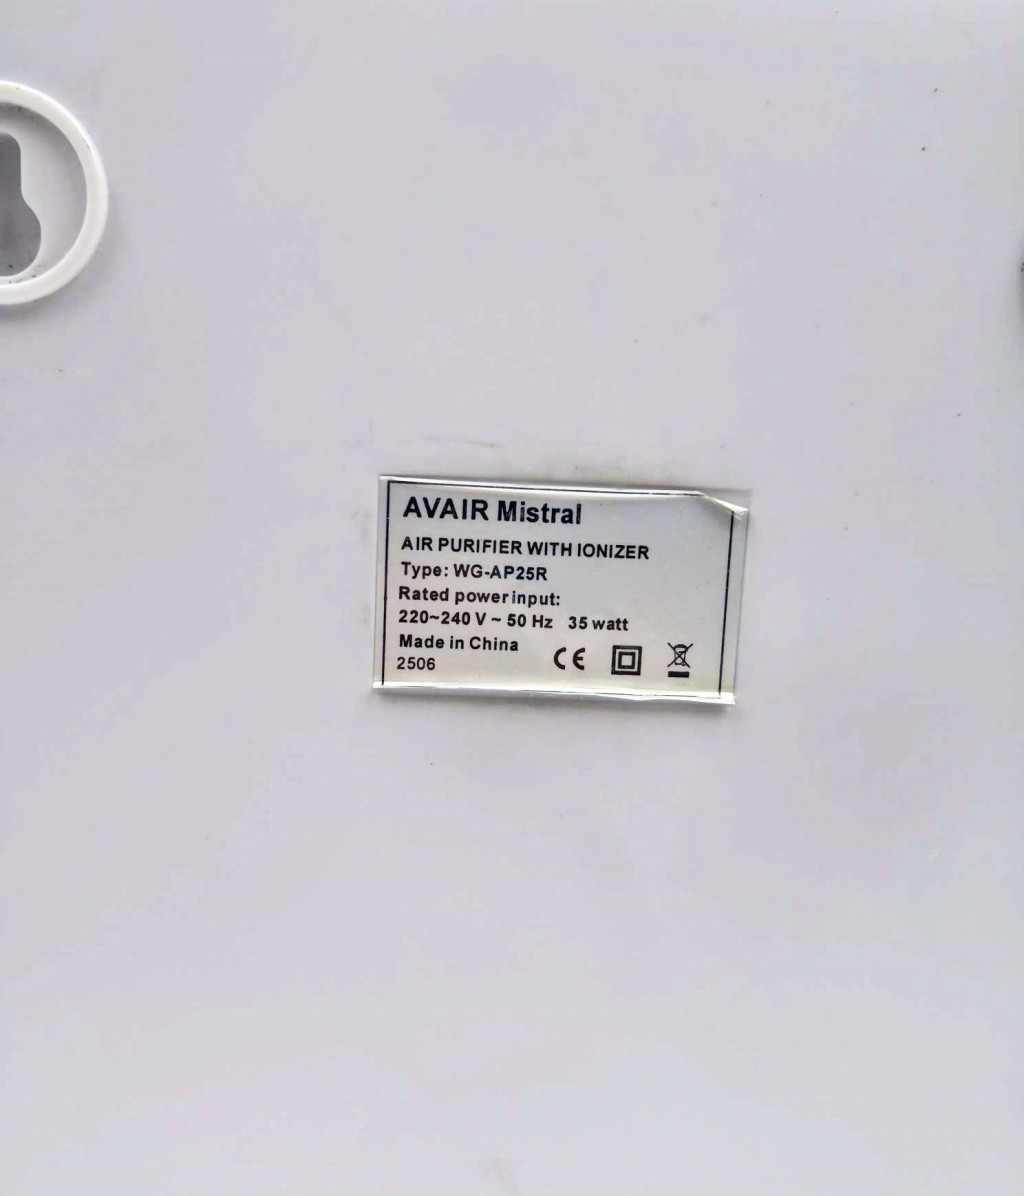 AVAIR Mistral
AIR PURIFIER WITH IONIZER
Type: WG-AP25R
Rated power input:
220~240 V ~ 50 Hz 35 watt
Made in China
2506 CE